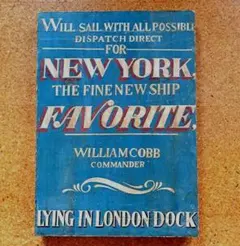 WILL SAIL WITH ALL POSSIBLE
DISPATCH DIRECT
FOR
NEW YORK,
THE FINE NEW SHIP
FAVORITE,
WILLIAM COBB
COMMANDER
LYING IN LONDON DOCK